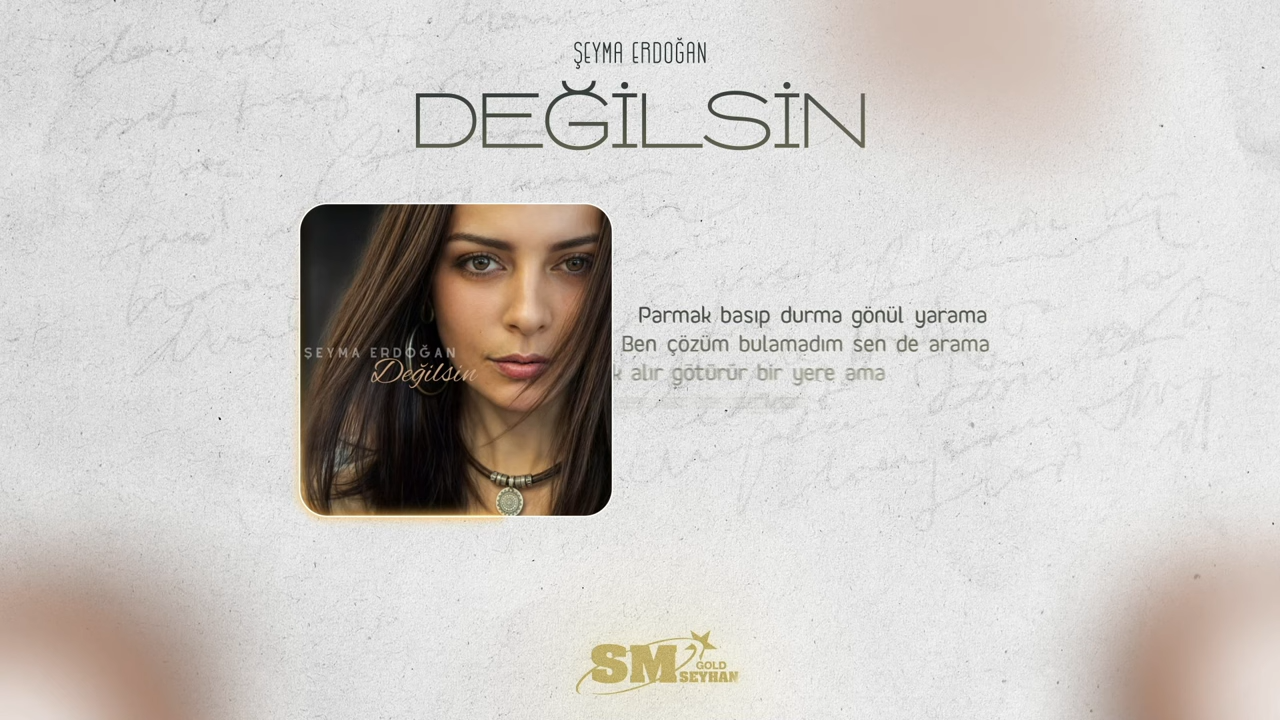 ŞEYMA ERDOĞAN
DEĞİLSİN
ŞEYMA ERDOĞAN
Değilsin
Parmak basıp durma gönül yarama
Ben çözüm bulamadım sen de arama
alır götürür bir yere ama
SM GOLD
SEYHAN